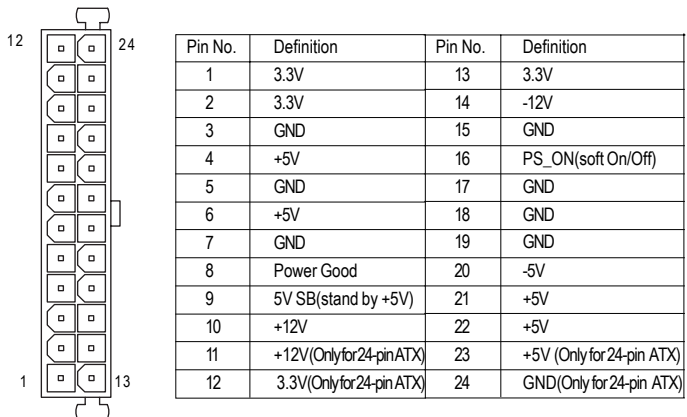 12 24
1 13
Pin No. Definition Pin No. Definition
1 3.3V 13 3.3V
2 3.3V 14 -12V
3 GND 15 GND
4 +5V 16 PS_ON(soft On/Off)
5 GND 17 GND
6 +5V 18 GND
7 GND 19 GND
8 Power Good 20 -5V
9 5V SB(stand by +5V) 21 +5V
10 +12V 22 +5V
11 +12V(Only for 24-pin ATX) 23 +5V (Only for 24-pin ATX)
12 3.3V(Only for 24-pin ATX) 24 GND(Only for 24-pin ATX)